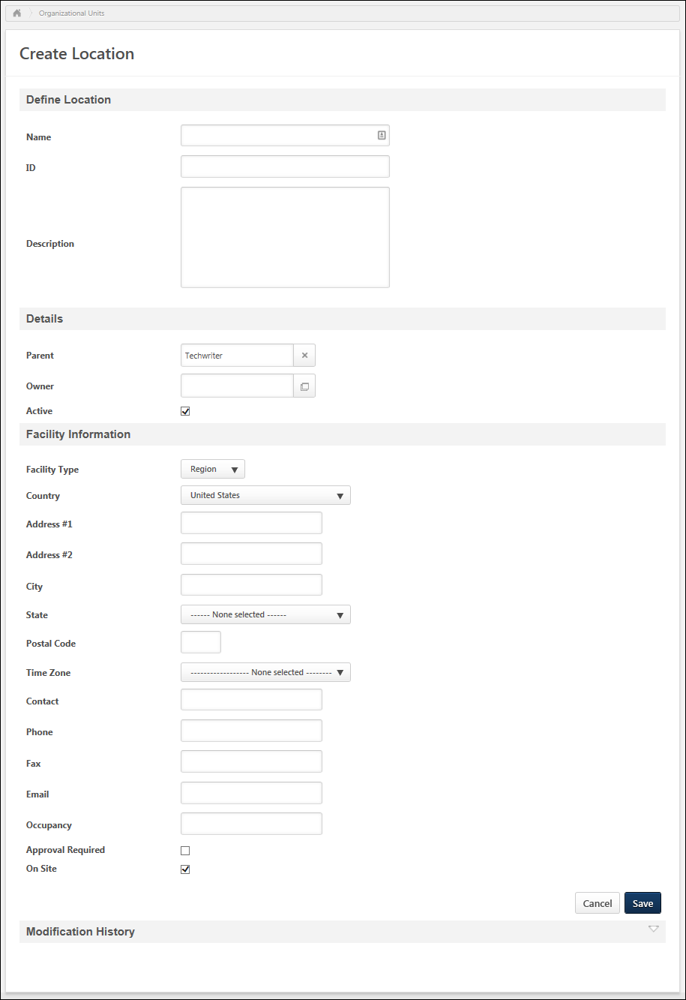 Organizational Units
Create Location
Define Location
Name
ID
Description
Details
Parent Techwriter
Owner
Active
Facility Information
Facility Type Region
Country United States
Address #1
Address #2
City
State ------ None selected ------
Postal Code
Time Zone ------------------ None selected --------
Contact
Phone
Fax
Email
Occupancy
Approval Required
On Site
Cancel Save
Modification History